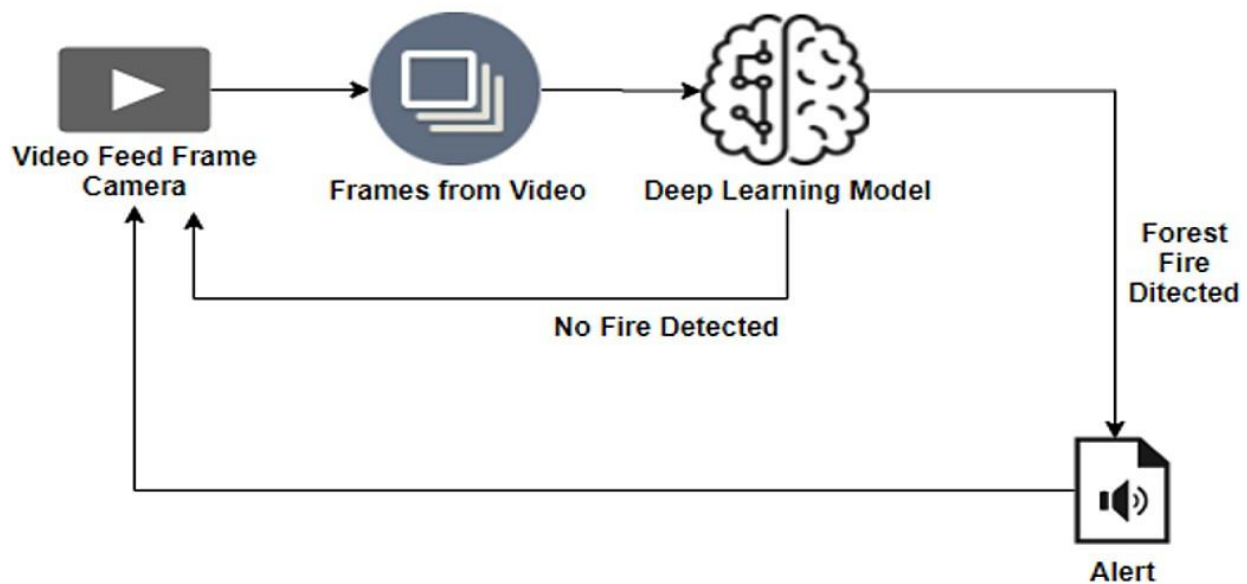 Video Feed Frame
Camera
Frames from Video
Deep Learning Model
Forest
Fire
Ditected
No Fire Detected
Alert